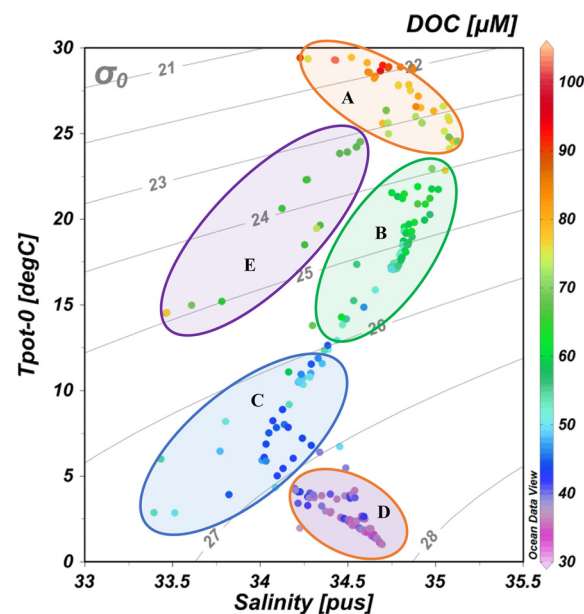 DOC [µM]
σ₀
21
22
23
24
25
26
27
28
A
B
C
D
E
30
25
20
15
10
5
0
Tpot-0 [degC]
33
33.5
34
34.5
35
35.5
Salinity [pus]
100
90
80
70
60
50
40
30
Ocean Data View